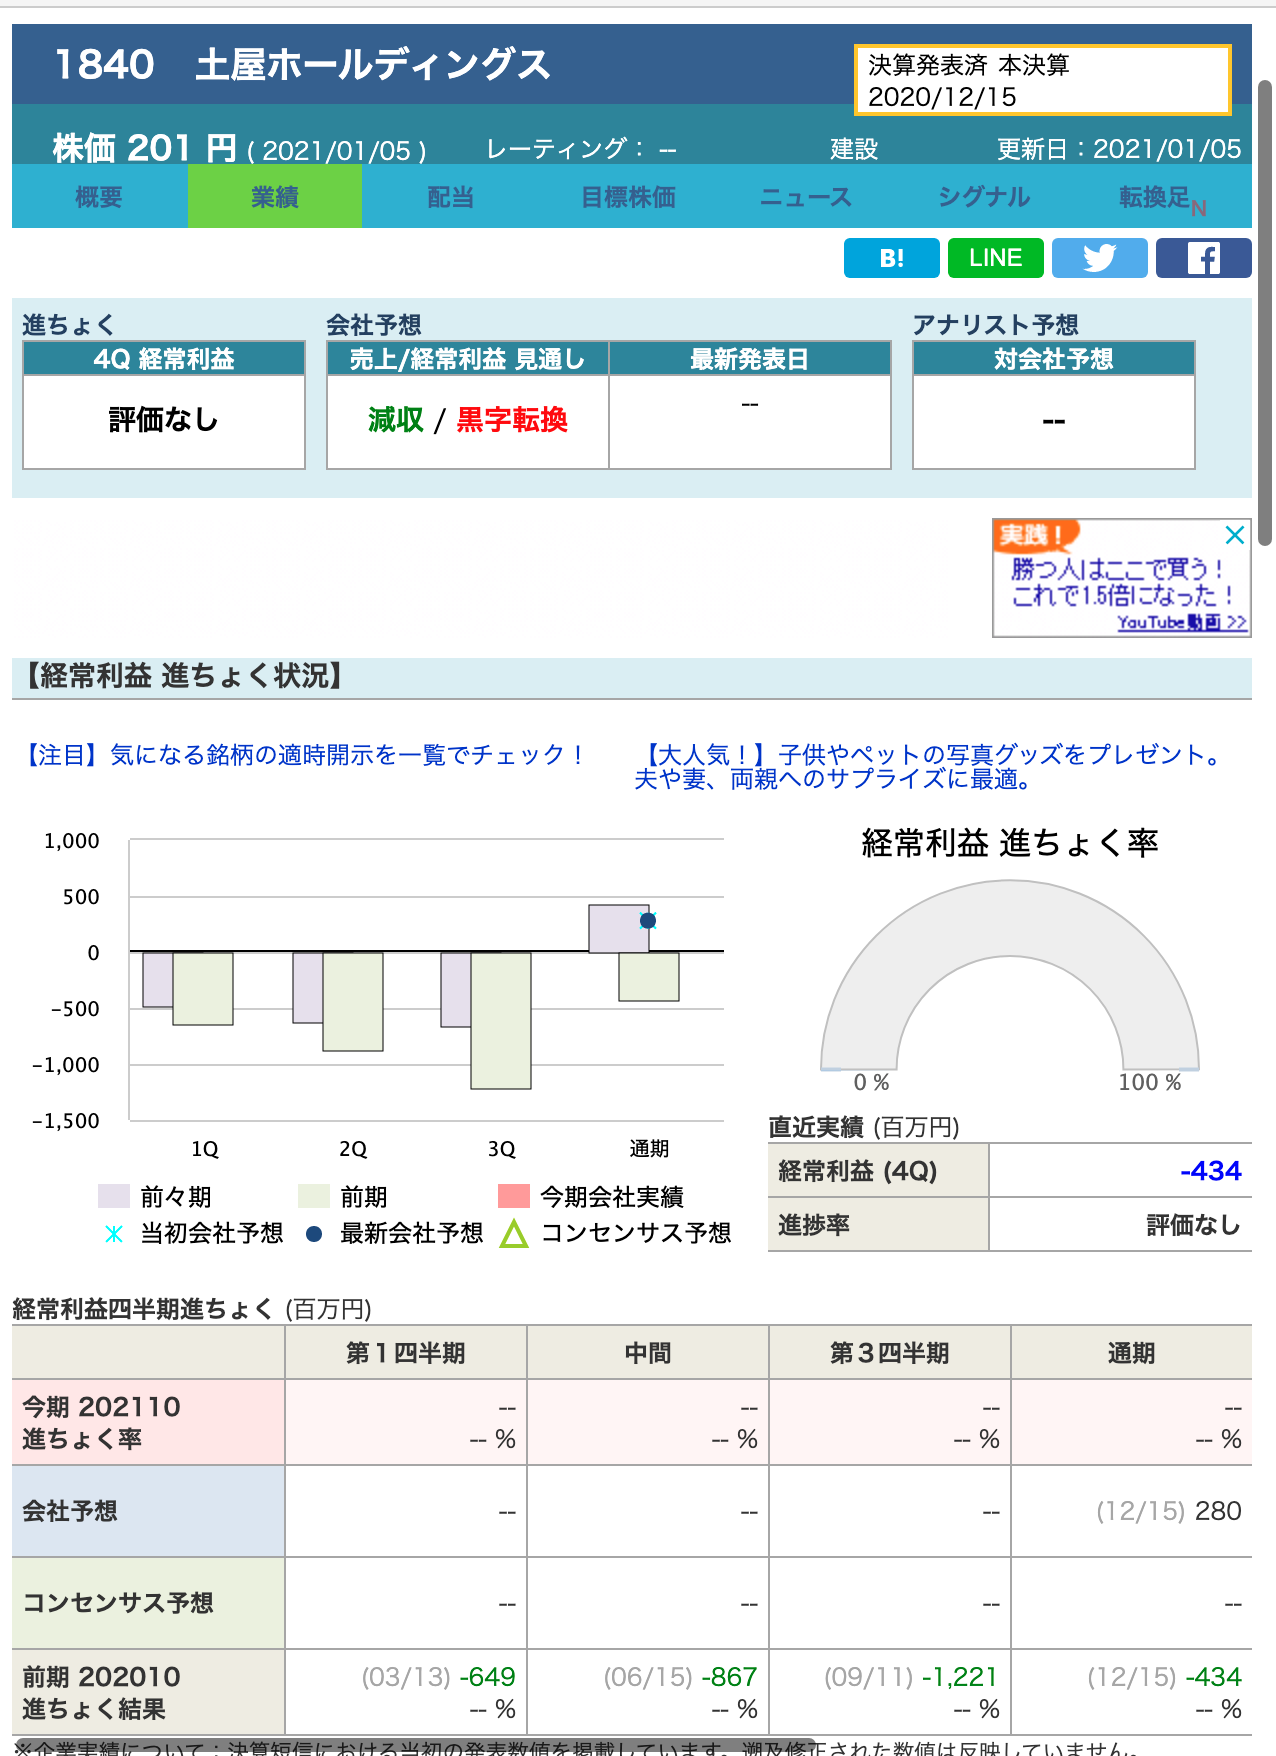 1840 土屋ホールディングス
決算発表済 本決算
2020/12/15
株価 201 円 ( 2021/01/05 ) レーティング： -- 建設 更新日：2021/01/05
概要 業績 配当 目標株価 ニュース シグナル 転換足N
B! LINE
進ちょく 会社予想 アナリスト予想
4Q 経常利益 売上/経常利益 見通し 最新発表日 対会社予想
評価なし 減収 / 黒字転換 -- --
実践！
勝つ人はここで買う！
これで1.5倍になった！
YouTube動画 >>
【経常利益 進ちょく状況】
【注目】気になる銘柄の適時開示を一覧でチェック！
【大人気！】子供やペットの写真グッズをプレゼント。
夫や妻、両親へのサプライズに最適。
経常利益 進ちょく率
1,000
500
0
-500
-1,000
-1,500
1Q 2Q 3Q 通期
0 % 100 %
前々期 前期 今期会社実績
当初会社予想 最新会社予想 コンセンサス予想
直近実績 (百万円)
経常利益 (4Q) -434
進捗率 評価なし
経常利益四半期進ちょく (百万円)
第１四半期 中間 第３四半期 通期
今期 202110 -- -- -- --
進ちょく率 -- % -- % -- % -- %
会社予想 -- -- -- (12/15) 280
コンセンサス予想 -- -- -- --
前期 202010 (03/13) -649 (06/15) -867 (09/11) -1,221 (12/15) -434
進ちょく結果 -- % -- % -- % -- %
※企業実績について：決算短信における当初の発表数値を掲載しています。遡及修正された数値は反映していません。